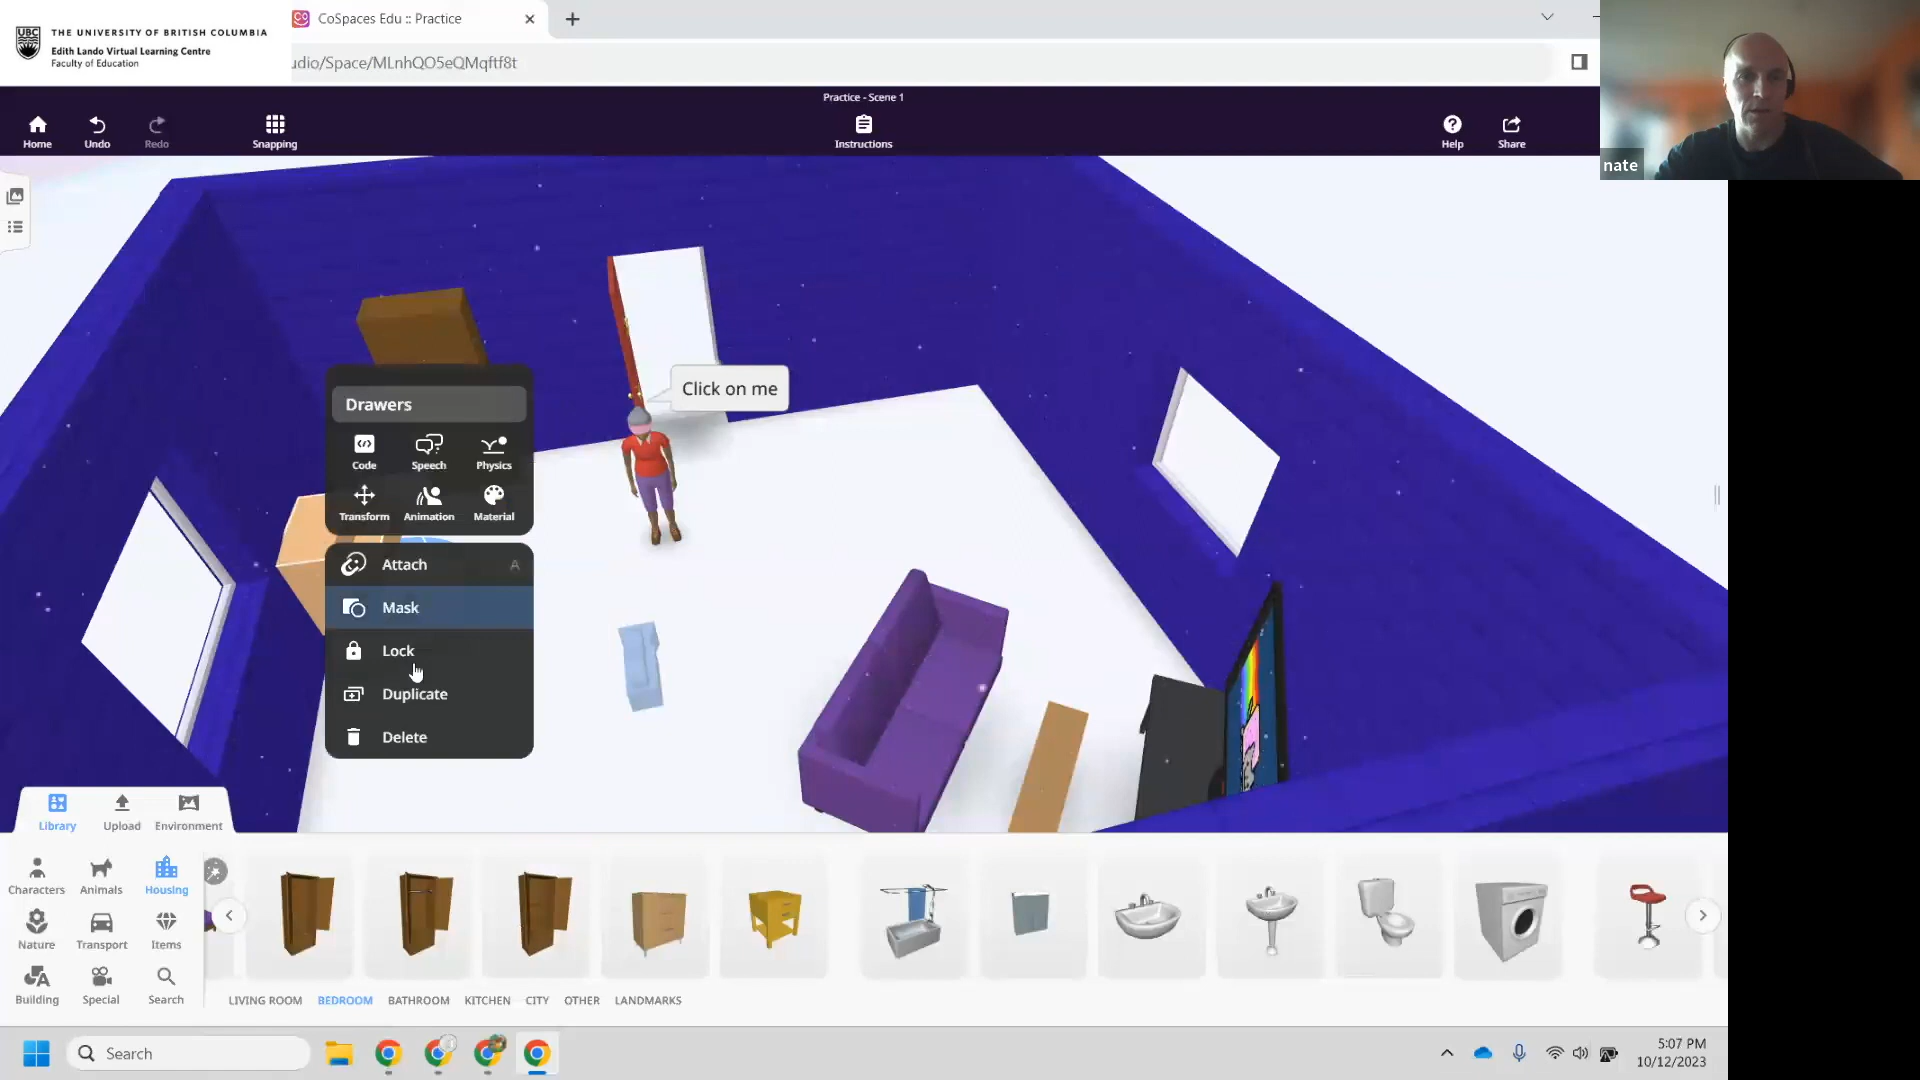 THE UNIVERSITY OF BRITISH COLUMBIA
UBC
Edith Lando Virtual Learning Centre
Faculty of Education
CoSpaces Edu :: Practice
udio/Space/MLnhQO5eQMqftf8t
nate
Practice - Scene 1
Home
Undo
Redo
Snapping
Instructions
Help
Share
Click on me
Drawers
Code
Speech
Physics
Transform
Animation
Material
Attach A
Mask
Lock
Duplicate
Delete
Library
Upload
Environment
Characters
Animals
Housing
Nature
Transport
Items
Building
Special
Search
LIVING ROOM
BEDROOM
BATHROOM
KITCHEN
CITY
OTHER
LANDMARKS
Search
5:07 PM
10/12/2023